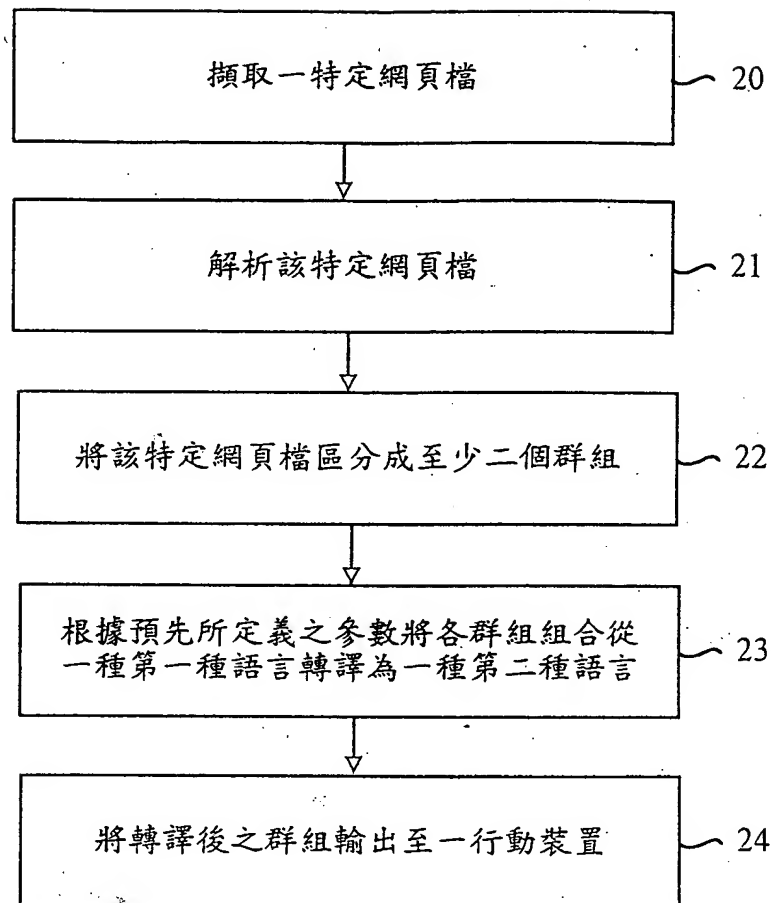 擷取一特定網頁檔
20
解析該特定網頁檔
21
將該特定網頁檔區分成至少二個群組
22
根據預先所定義之參數將各群組組合從
一種第一種語言轉譯為一種第二種語言
23
將轉譯後之群組輸出至一行動裝置
24